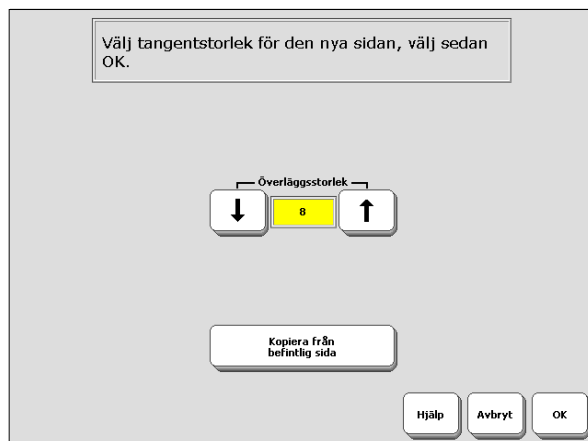 Välj tangentstorlek för den nya sidan, välj sedan
OK.
Överläggsstorlek
8
Kopiera från
befintlig sida
Hjälp
Avbryt
OK